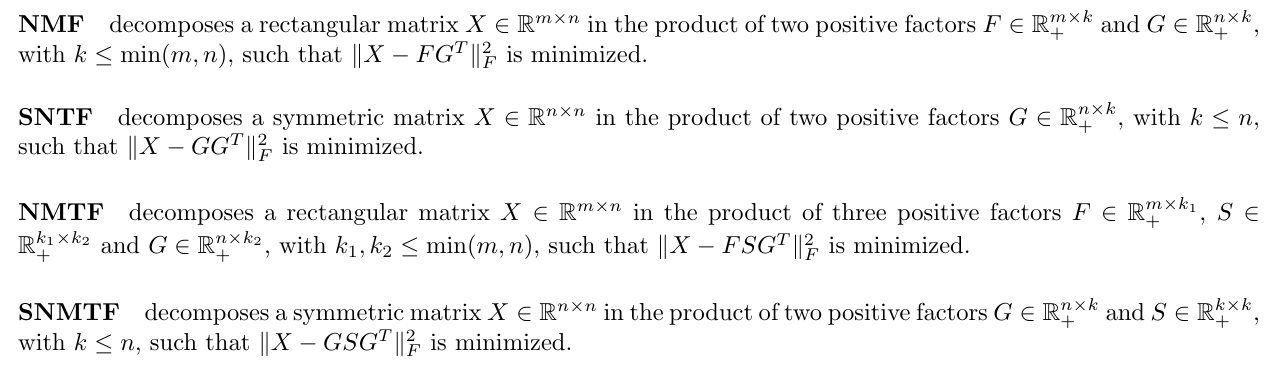 NMF decomposes a rectangular matrix X ∈ ℝ^{m×n} in the product of two positive factors F ∈ ℝ_+^{m×k} and G ∈ ℝ_+^{n×k},
with k ≤ min(m, n), such that ‖X − FG^T‖_F^2 is minimized.
SNTF decomposes a symmetric matrix X ∈ ℝ^{n×n} in the product of two positive factors G ∈ ℝ_+^{n×k}, with k ≤ n,
such that ‖X − GG^T‖_F^2 is minimized.
NMTF decomposes a rectangular matrix X ∈ ℝ^{m×n} in the product of three positive factors F ∈ ℝ_+^{m×k_1}, S ∈
ℝ_+^{k_1×k_2} and G ∈ ℝ_+^{n×k_2}, with k_1, k_2 ≤ min(m, n), such that ‖X − FSG^T‖_F^2 is minimized.
SNMTF decomposes a symmetric matrix X ∈ ℝ^{n×n} in the product of two positive factors G ∈ ℝ_+^{n×k} and S ∈ ℝ_+^{k×k},
with k ≤ n, such that ‖X − GSG^T‖_F^2 is minimized.